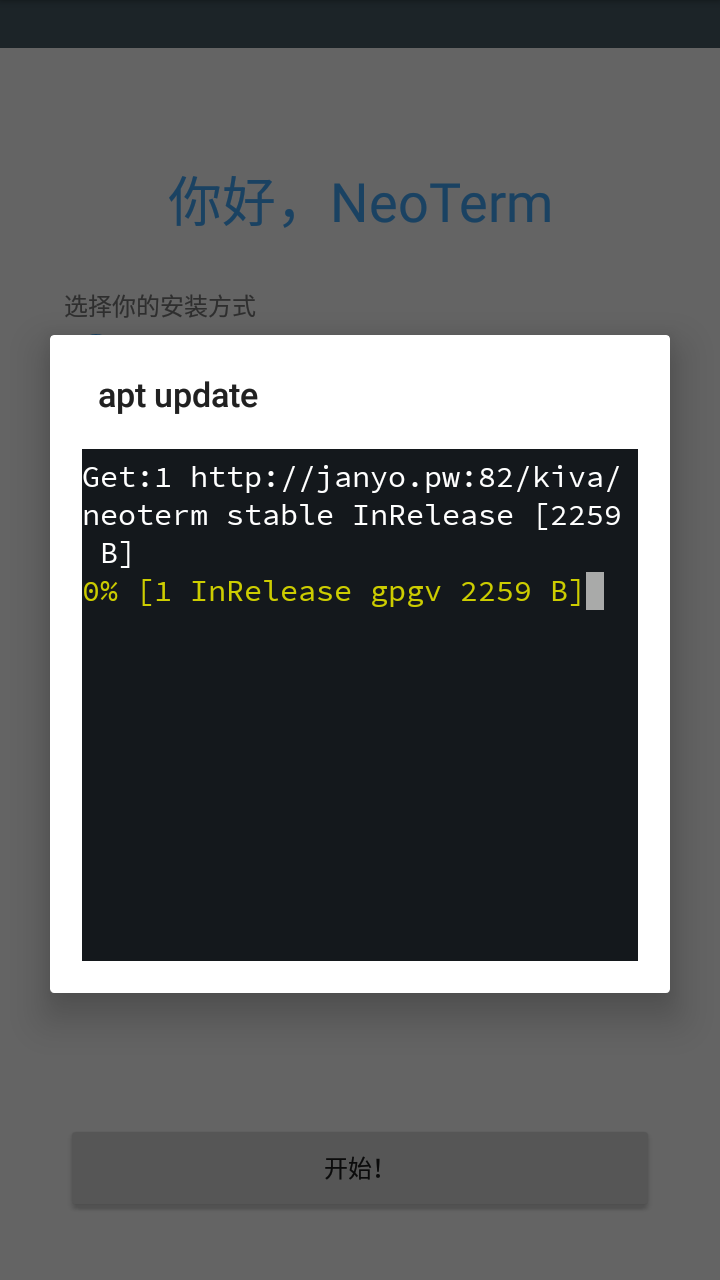 你好，NeoTerm
选择你的安装方式
apt update
Get:1 http://janyo.pw:82/kiva/
neoterm stable InRelease [2259
 B]
0% [1 InRelease gpgv 2259 B]
开始！